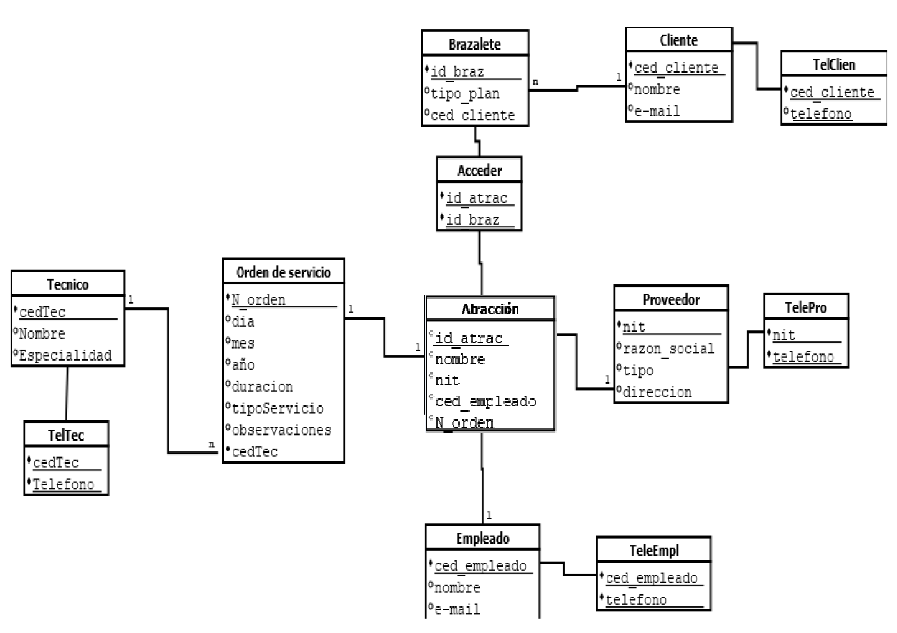 Brazalete
id_braz
tipo_plan
ced cliente
n
1
Cliente
ced_cliente
nombre
e-mail
TelClien
ced_cliente
telefono
Acceder
id_atrac
id_braz
Tecnico
cedTec
Nombre
Especialidad
1
n
TelTec
cedTec
Telefono
Orden de servicio
N_orden
dia
mes
año
duracion
tipoServicio
observaciones
cedTec
1
1
Atracción
id_atrac
nombre
nit
ced_empleado
N_orden
1
Proveedor
nit
razon_social
tipo
direccion
TelePro
nit
telefono
1
Empleado
ced_empleado
nombre
e-mail
TeleEmpl
ced_empleado
telefono